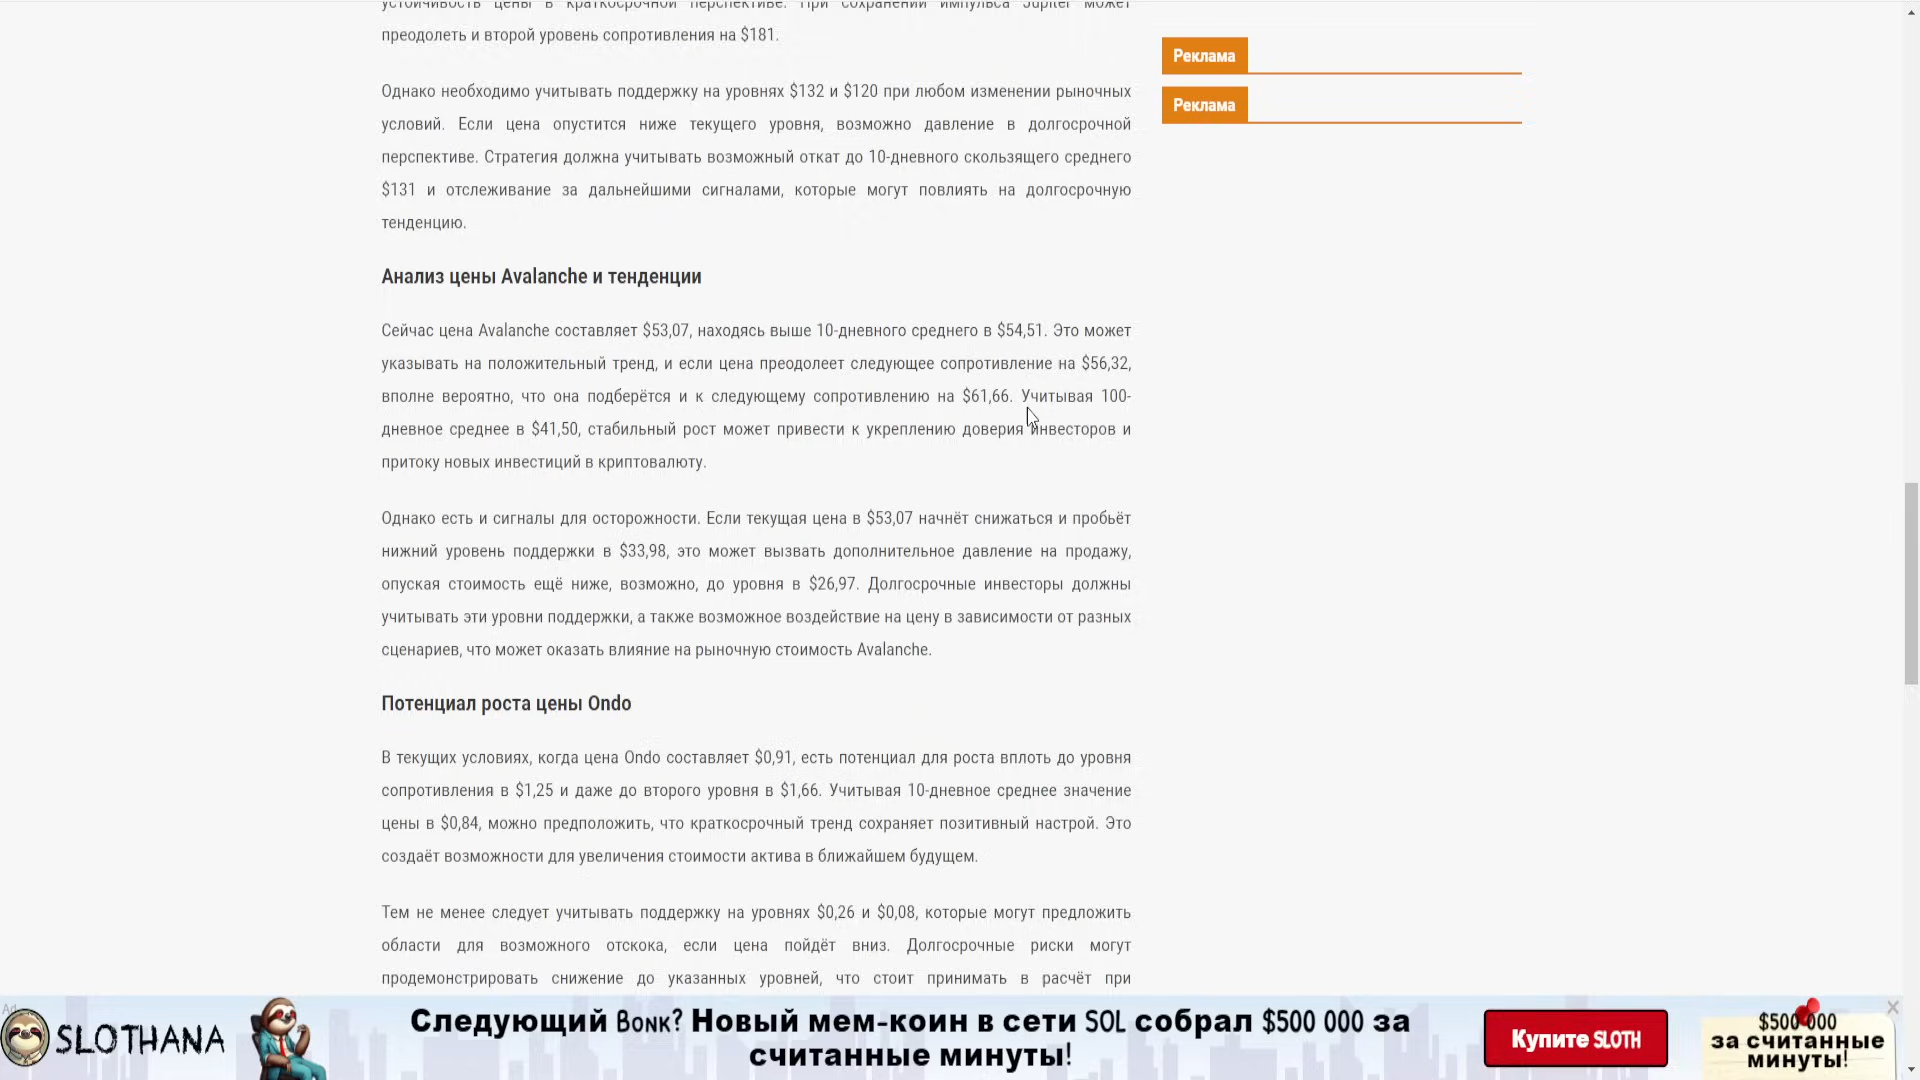 устойчивость цены в краткосрочной перспективе. При сохранении импульса Jupiter может
преодолеть и второй уровень сопротивления на $181.
Однако необходимо учитывать поддержку на уровнях $132 и $120 при любом изменении рыночных
условий. Если цена опустится ниже текущего уровня, возможно давление в долгосрочной
перспективе. Стратегия должна учитывать возможный откат до 10-дневного скользящего среднего
$131 и отслеживание за дальнейшими сигналами, которые могут повлиять на долгосрочную
тенденцию.
Анализ цены Avalanche и тенденции
Сейчас цена Avalanche составляет $53,07, находясь выше 10-дневного среднего в $54,51. Это может
указывать на положительный тренд, и если цена преодолеет следующее сопротивление на $56,32,
вполне вероятно, что она подберётся и к следующему сопротивлению на $61,66. Учитывая 100-
дневное среднее в $41,50, стабильный рост может привести к укреплению доверия инвесторов и
притоку новых инвестиций в криптовалюту.
Однако есть и сигналы для осторожности. Если текущая цена в $53,07 начнёт снижаться и пробьёт
нижний уровень поддержки в $33,98, это может вызвать дополнительное давление на продажу,
опуская стоимость ещё ниже, возможно, до уровня в $26,97. Долгосрочные инвесторы должны
учитывать эти уровни поддержки, а также возможное воздействие на цену в зависимости от разных
сценариев, что может оказать влияние на рыночную стоимость Avalanche.
Потенциал роста цены Ondo
В текущих условиях, когда цена Ondo составляет $0,91, есть потенциал для роста вплоть до уровня
сопротивления в $1,25 и даже до второго уровня в $1,66. Учитывая 10-дневное среднее значение
цены в $0,84, можно предположить, что краткосрочный тренд сохраняет позитивный настрой. Это
создаёт возможности для увеличения стоимости актива в ближайшем будущем.
Тем не менее следует учитывать поддержку на уровнях $0,26 и $0,08, которые могут предложить
области для возможного отскока, если цена пойдёт вниз. Долгосрочные риски могут
продемонстрировать снижение до указанных уровней, что стоит принимать в расчёт при
Реклама
Реклама
SLOTHANA
Следующий Bonk? Новый мем-коин в сети SOL собрал $500 000 за
считанные минуты!
Купите SLOTH
$500 000
за считанные
минуты!